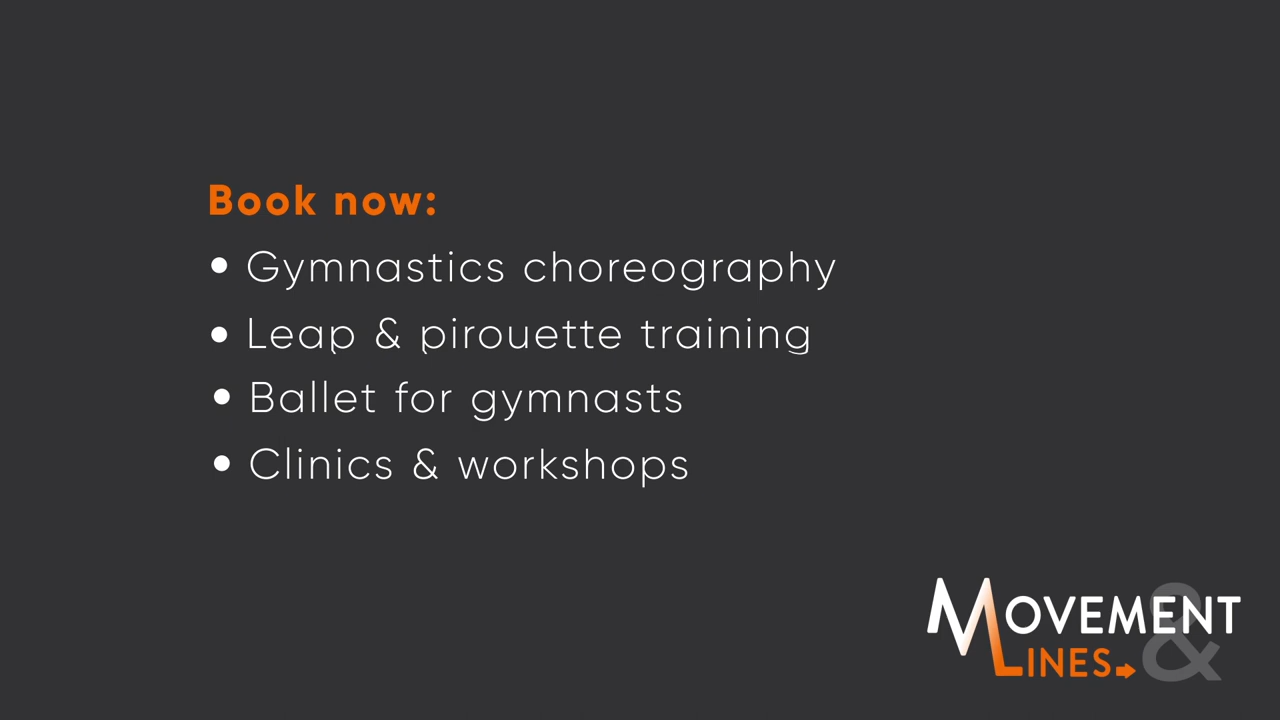 Book now:
• Gymnastics choreography
• Leap & pirouette training
• Ballet for gymnasts
• Clinics & workshops
MOVEMENT
& LINES